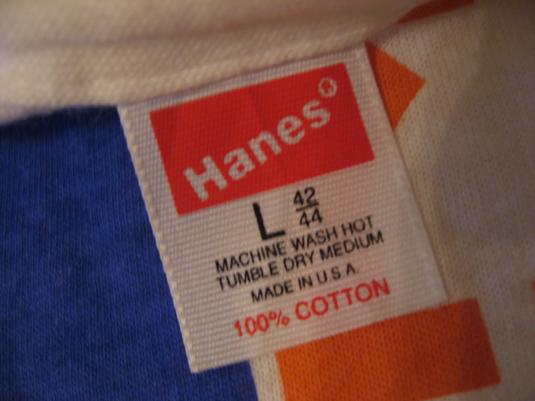 Hanes®
L 42/44
MACHINE WASH HOT
TUMBLE DRY MEDIUM
MADE IN U.S.A.
100% COTTON